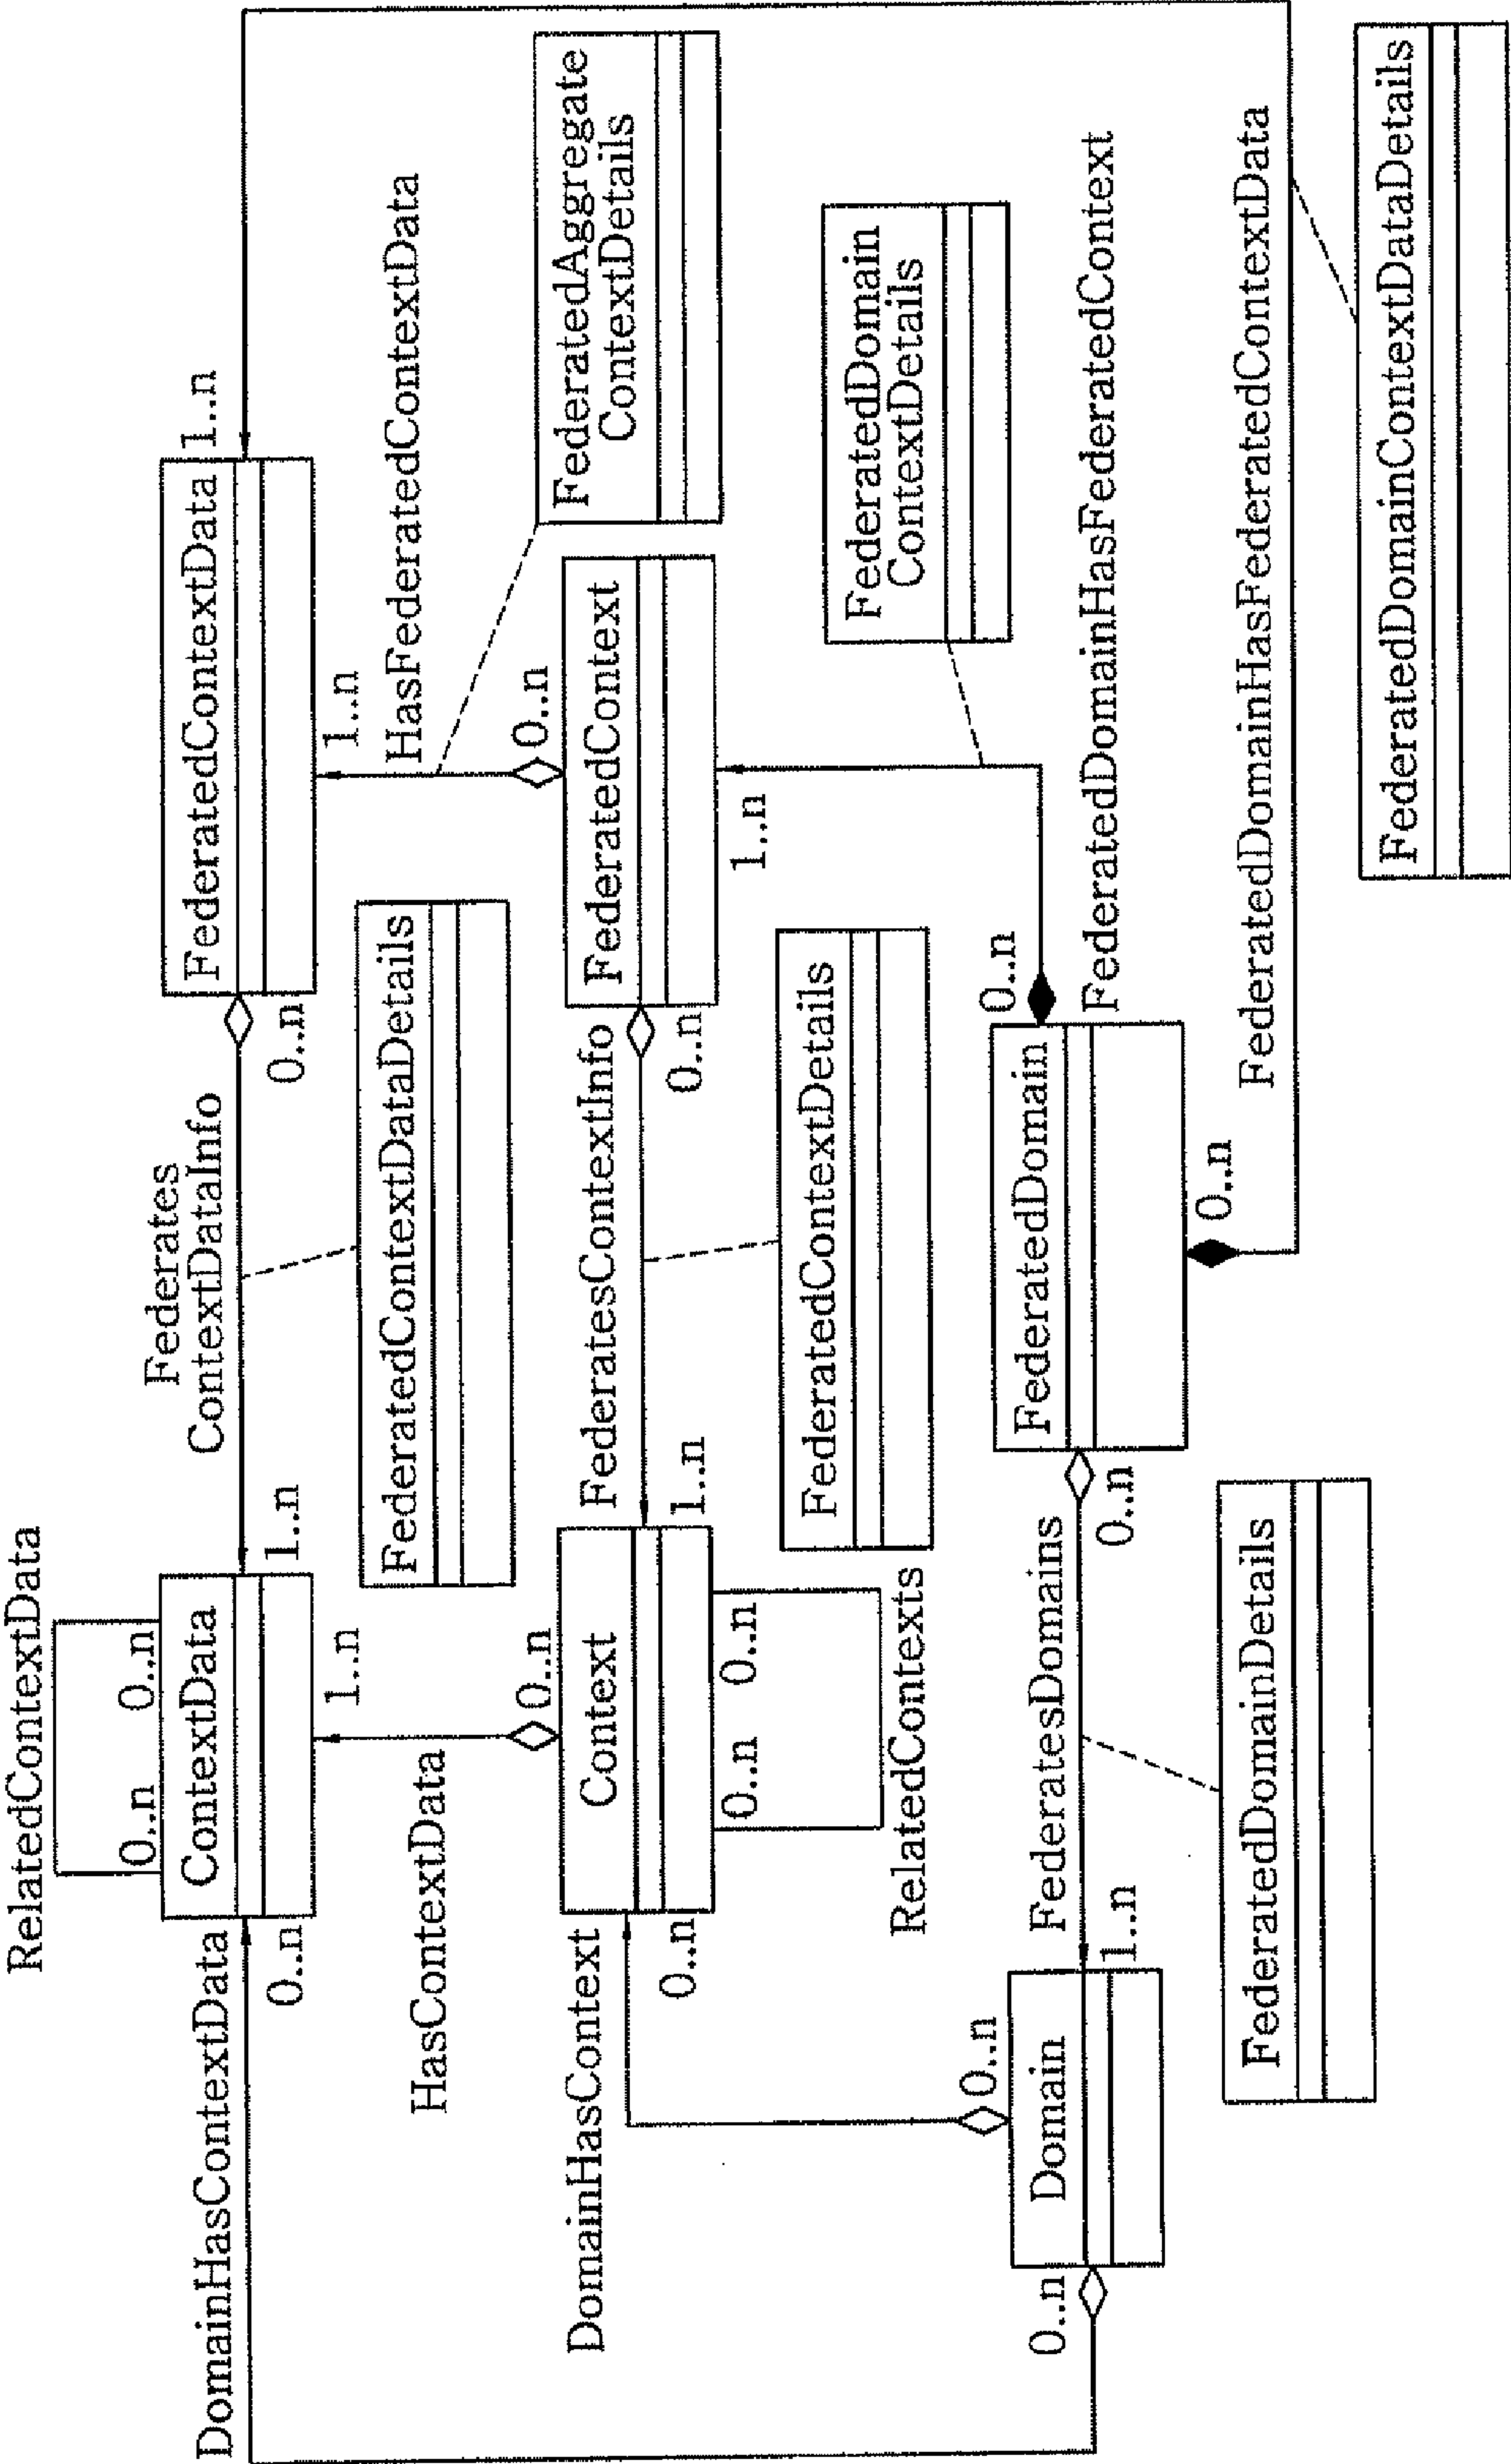 RelatedContextData
0..n
0..n
DomainHasContextData
0..n
ContextData
1..n
Federates
ContextDataInfo
0..n
FederatedContextData
1..n
HasContextData
1..n
FederatedContextDataDetails
1..n
HasFederatedContextData
0..n
0..n
FederatedAggregate
ContextDetails
DomainHasContext
0..n
Context
1..n
FederatesContextInfo
0..n
FederatedContext
1..n
0..n
0..n
RelatedContexts
FederatedContextDetails
FederatedDomain
ContextDetails
0..n
0..n
Domain
1..n
FederatesDomains
0..n
FederatedDomain
0..n
FederatedDomainHasFederatedContext
0..n
FederatedDomainHasFederatedContextData
FederatedDomainDetails
FederatedDomainContextDataDetails